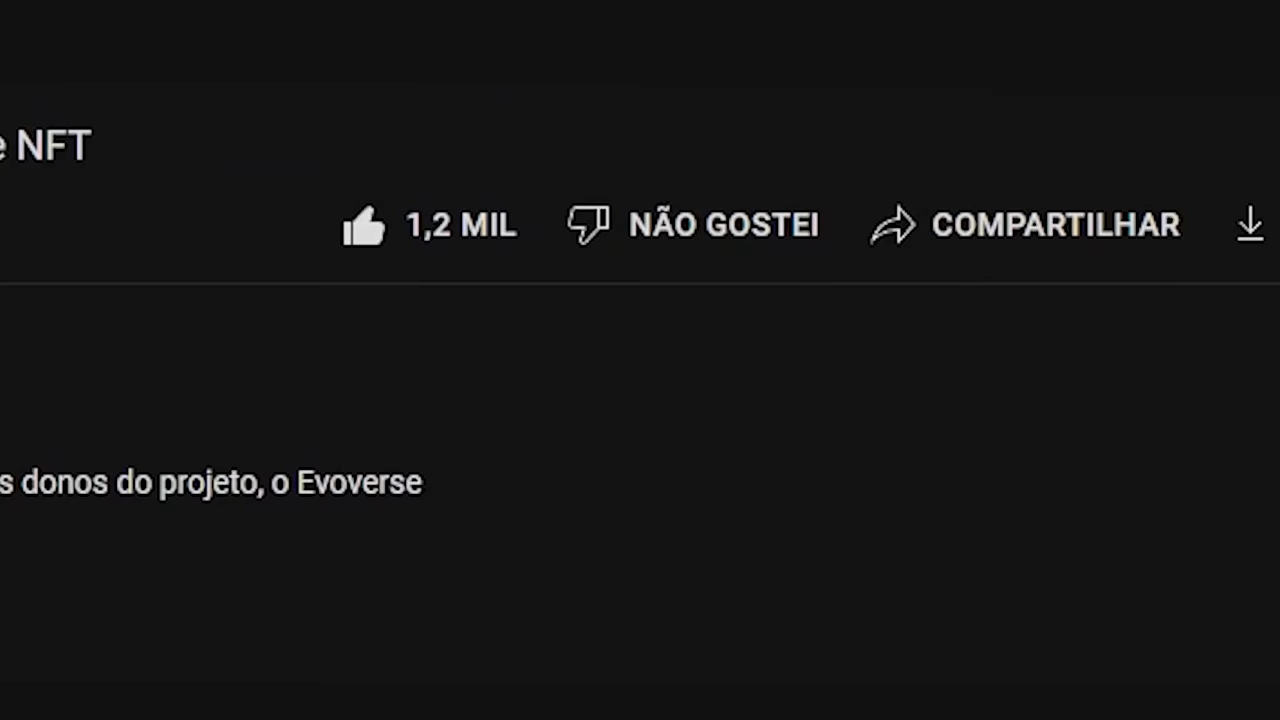 e NFT
1,2 MIL NÃO GOSTEI COMPARTILHAR
s donos do projeto, o Evoverse